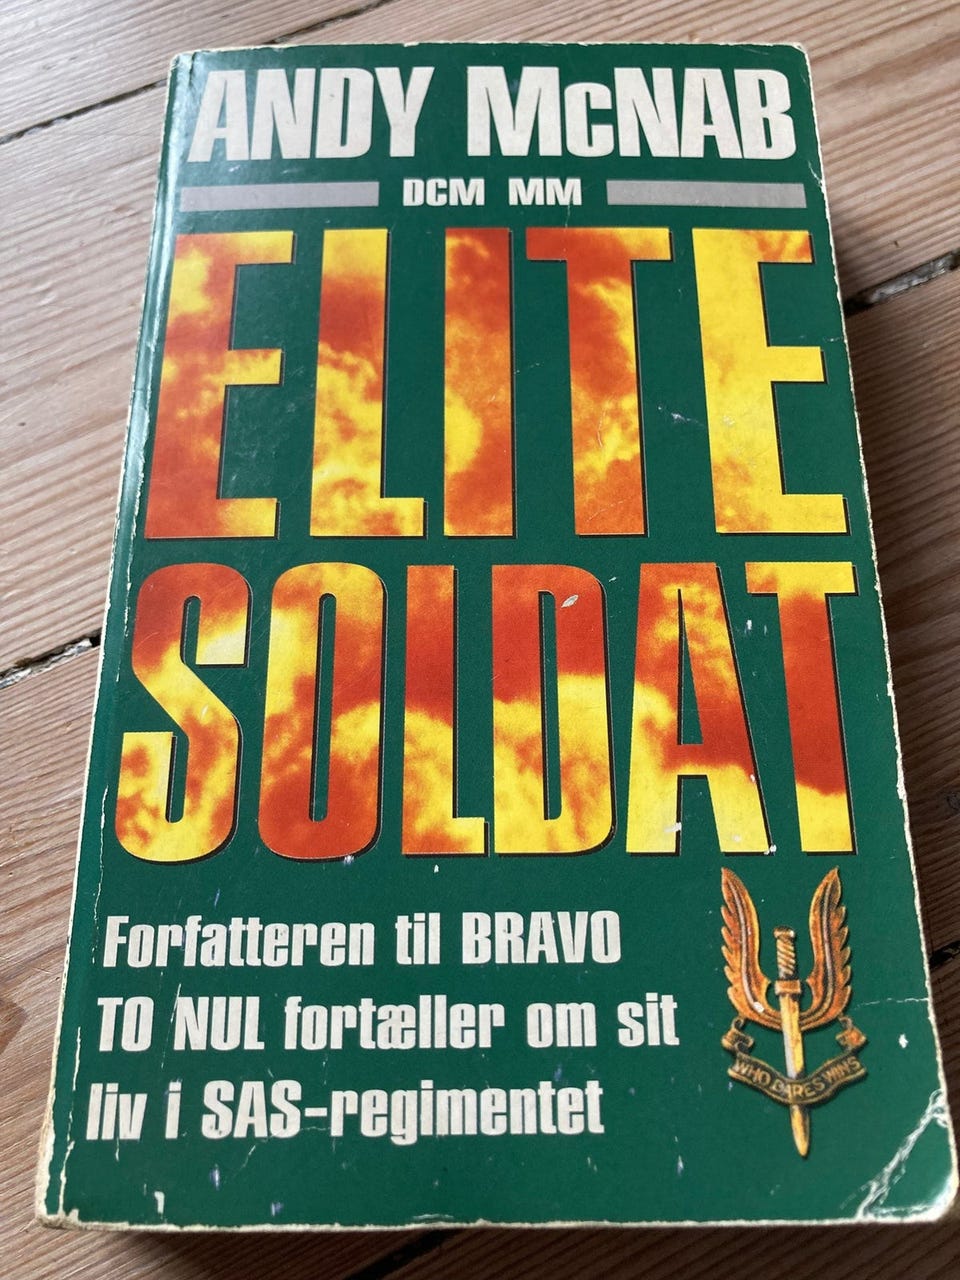 ANDY McNAB
DCM MM
ELITE
SOLDAT
Forfatteren til BRAVO
TO NUL fortæller om sit
liv i SAS-regimentet
WHO DARES WINS